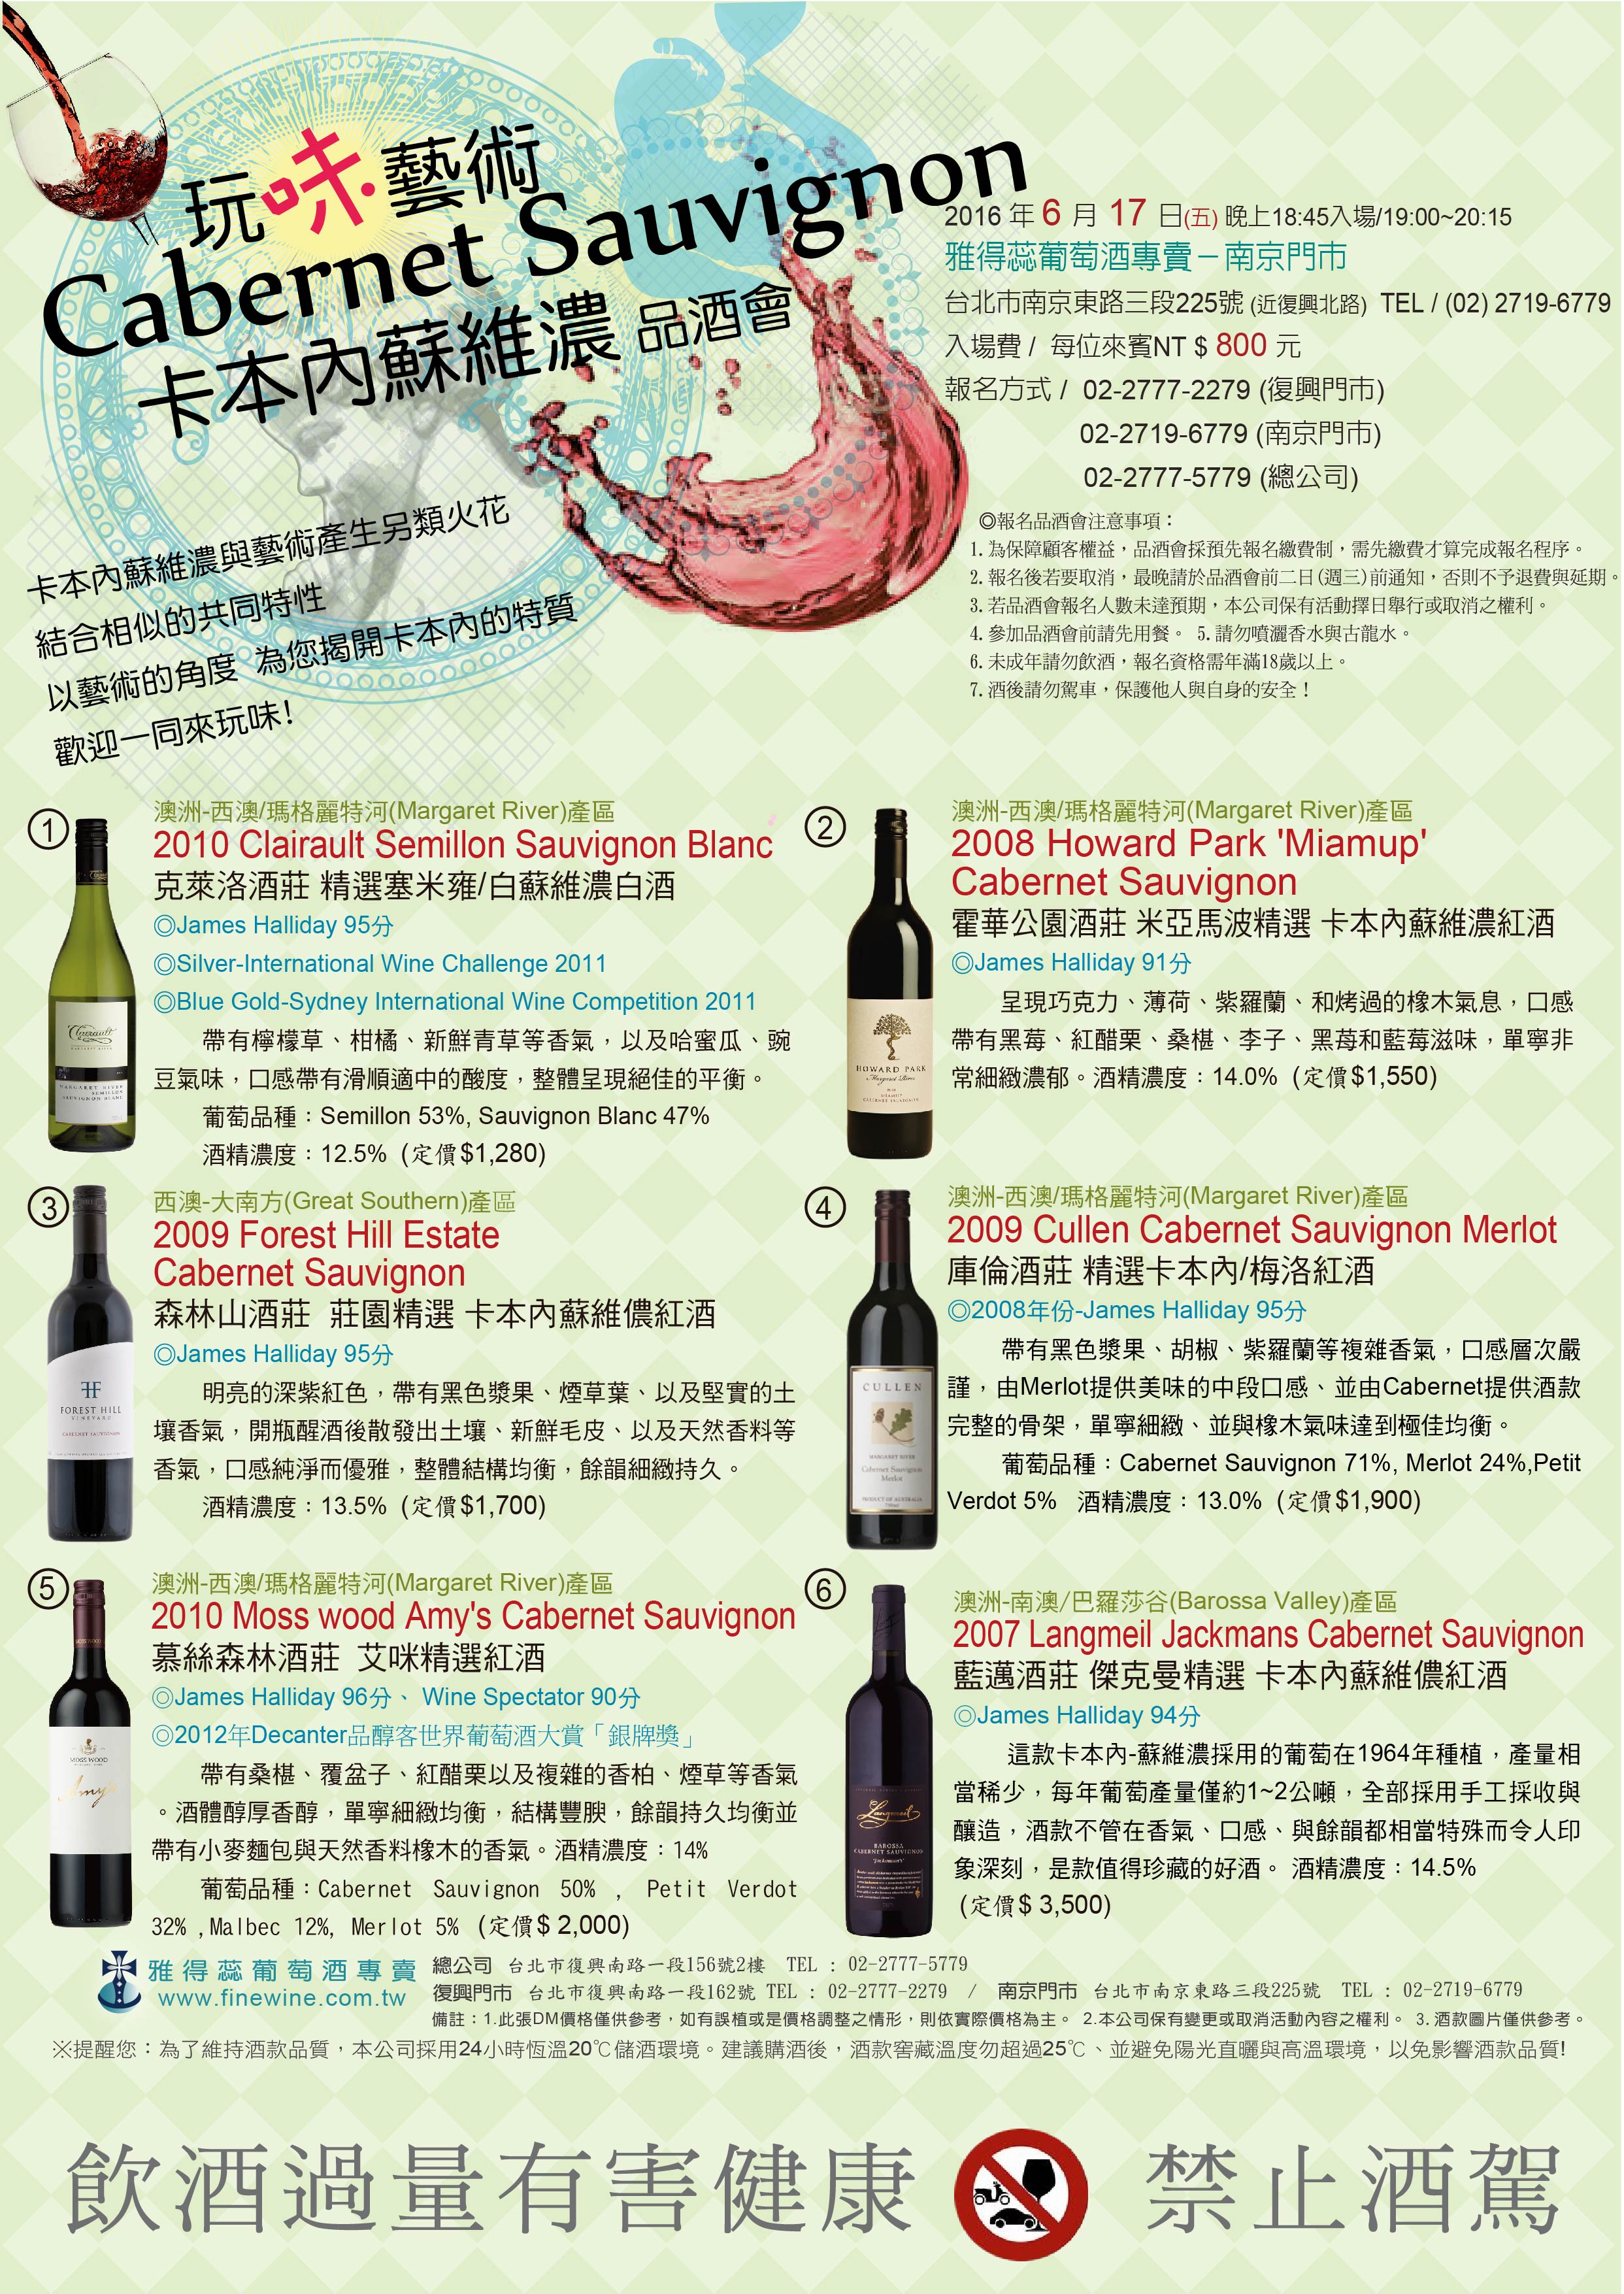 玩味藝術
Cabernet Sauvignon
卡本內蘇維濃 品酒會
卡本內蘇維濃與藝術產生另類火花
結合相似的共同特性
以藝術的角度 為您揭開卡本內的特質
歡迎一同來玩味!
2016 年 6 月 17 日(五) 晚上18:45入場/19:00~20:15
雅得蕊葡萄酒專賣－南京門市
台北市南京東路三段225號 (近復興北路) TEL / (02) 2719-6779
入場費 / 每位來賓NT $ 800 元
報名方式 / 02-2777-2279 (復興門市)
02-2719-6779 (南京門市)
02-2777-5779 (總公司)
◎報名品酒會注意事項：
1. 為保障顧客權益，品酒會採預先報名繳費制，需先繳費才算完成報名程序。
2. 報名後若要取消，最晚請於品酒會前二日(週三)前通知，否則不予退費與延期。
3. 若品酒會報名人數未達預期，本公司保有活動擇日舉行或取消之權利。
4. 參加品酒會前請先用餐。 5. 請勿噴灑香水與古龍水。
6. 未成年請勿飲酒，報名資格需年滿18歲以上。
7. 酒後請勿駕車，保護他人與自身的安全！
1
澳洲-西澳/瑪格麗特河(Margaret River)產區
2010 Clairault Semillon Sauvignon Blanc
克萊洛酒莊 精選塞米雍/白蘇維濃白酒
◎James Halliday 95分
◎Silver-International Wine Challenge 2011
◎Blue Gold-Sydney International Wine Competition 2011
帶有檸檬草、柑橘、新鮮青草等香氣，以及哈蜜瓜、豌
豆氣味，口感帶有滑順適中的酸度，整體呈現絕佳的平衡。
葡萄品種：Semillon 53%, Sauvignon Blanc 47%
酒精濃度：12.5% (定價$1,280)
Clairault
MARGARET RIVER
SEMILLON
SAUVIGNON BLANC
2
澳洲-西澳/瑪格麗特河(Margaret River)產區
2008 Howard Park 'Miamup'
Cabernet Sauvignon
霍華公園酒莊 米亞馬波精選 卡本內蘇維濃紅酒
◎James Halliday 91分
呈現巧克力、薄荷、紫羅蘭、和烤過的橡木氣息，口感
帶有黑莓、紅醋栗、桑椹、李子、黑莓和藍莓滋味，單寧非
常細緻濃郁。酒精濃度：14.0% (定價$1,550)
HOWARD PARK
Margaret River
MIAMUP
CABERNET SAUVIGNON
3
西澳-大南方(Great Southern)產區
2009 Forest Hill Estate
Cabernet Sauvignon
森林山酒莊 莊園精選 卡本內蘇維儂紅酒
◎James Halliday 95分
明亮的深紫紅色，帶有黑色漿果、煙草葉、以及堅實的土
壤香氣，開瓶醒酒後散發出土壤、新鮮毛皮、以及天然香料等
香氣，口感純淨而優雅，整體結構均衡，餘韻細緻持久。
酒精濃度：13.5% (定價$1,700)
FOREST HILL
VINEYARD
CABERNET SAUVIGNON
4
澳洲-西澳/瑪格麗特河(Margaret River)產區
2009 Cullen Cabernet Sauvignon Merlot
庫倫酒莊 精選卡本內/梅洛紅酒
◎2008年份-James Halliday 95分
帶有黑色漿果、胡椒、紫羅蘭等複雜香氣，口感層次嚴
謹，由Merlot提供美味的中段口感、並由Cabernet提供酒款
完整的骨架，單寧細緻、並與橡木氣味達到極佳均衡。
葡萄品種：Cabernet Sauvignon 71%, Merlot 24%,Petit
Verdot 5% 酒精濃度：13.0% (定價$1,900)
CULLEN
MARGARET RIVER
Cabernet Sauvignon
Merlot
PRODUCT OF AUSTRALIA
5
澳洲-西澳/瑪格麗特河(Margaret River)產區
2010 Moss wood Amy's Cabernet Sauvignon
慕絲森林酒莊 艾咪精選紅酒
◎James Halliday 96分、 Wine Spectator 90分
◎2012年Decanter品醇客世界葡萄酒大賞「銀牌獎」
帶有桑椹、覆盆子、紅醋栗以及複雜的香柏、煙草等香氣
。酒體醇厚香醇，單寧細緻均衡，結構豐腴，餘韻持久均衡並
帶有小麥麵包與天然香料橡木的香氣。酒精濃度：14%
葡萄品種：Cabernet Sauvignon 50% , Petit Verdot
32% ,Malbec 12%, Merlot 5% (定價$ 2,000)
MOSS WOOD
MOSS WOOD
Amy's
6
澳洲-南澳/巴羅莎谷(Barossa Valley)產區
2007 Langmeil Jackmans Cabernet Sauvignon
藍邁酒莊 傑克曼精選 卡本內蘇維儂紅酒
◎James Halliday 94分
這款卡本內-蘇維濃採用的葡萄在1964年種植，產量相
當稀少，每年葡萄產量僅約1~2公噸，全部採用手工採收與
釀造，酒款不管在香氣、口感、與餘韻都相當特殊而令人印
象深刻，是款值得珍藏的好酒。 酒精濃度：14.5%
(定價$ 3,500)
Langmeil
BAROSSA
CABERNET SAUVIGNON
雅得蕊葡萄酒專賣
www.finewine.com.tw
總公司 台北市復興南路一段156號2樓 TEL : 02-2777-5779
復興門市 台北市復興南路一段162號 TEL : 02-2777-2279 / 南京門市 台北市南京東路三段225號 TEL : 02-2719-6779
備註：1.此張DM價格僅供參考，如有誤植或是價格調整之情形，則依實際價格為主。 2.本公司保有變更或取消活動內容之權利。 3. 酒款圖片僅供參考。
※提醒您：為了維持酒款品質，本公司採用24小時恆溫20℃儲酒環境。建議購酒後，酒款窖藏溫度勿超過25℃、並避免陽光直曬與高溫環境，以免影響酒款品質!
飲酒過量有害健康 禁止酒駕